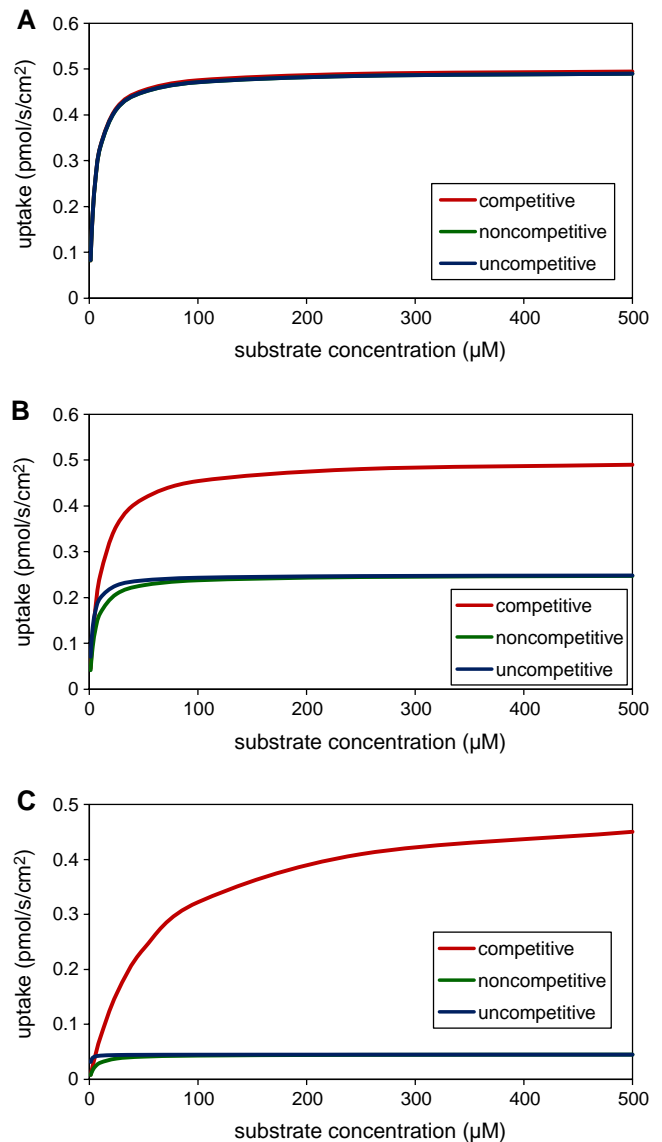 A
0.6
0.5
0.4
0.3
0.2
0.1
0
uptake (pmol/s/cm²)
competitive
noncompetitive
uncompetitive
0 100 200 300 400 500
substrate concentration (µM)
B
0.6
0.5
0.4
0.3
0.2
0.1
0
uptake (pmol/s/cm²)
competitive
noncompetitive
uncompetitive
0 100 200 300 400 500
substrate concentration (µM)
C
0.5
0.4
0.3
0.2
0.1
0
uptake (pmol/s/cm²)
competitive
noncompetitive
uncompetitive
0 100 200 300 400 500
substrate concentration (µM)